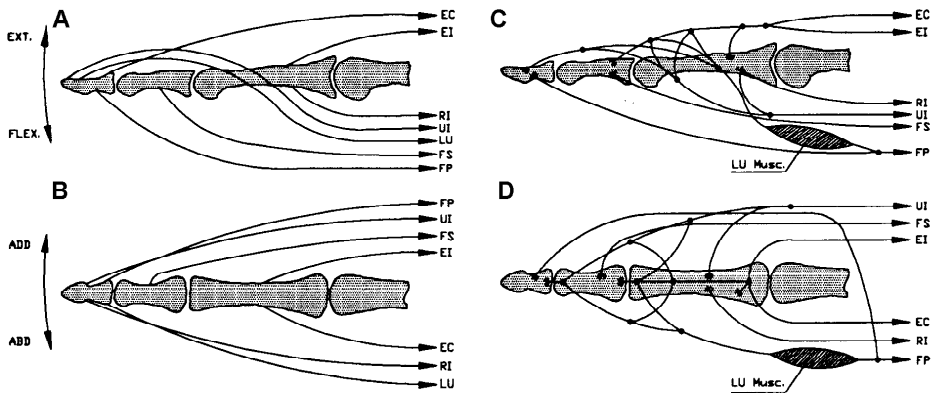 A
EXT.
FLEX.
EC
EI
RI
UI
LU
FS
FP
B
ADD
ABD
FP
UI
FS
EI
EC
RI
LU
C
EC
EI
RI
UI
FS
FP
LU Musc.
D
UI
FS
EI
EC
RI
FP
LU Musc.